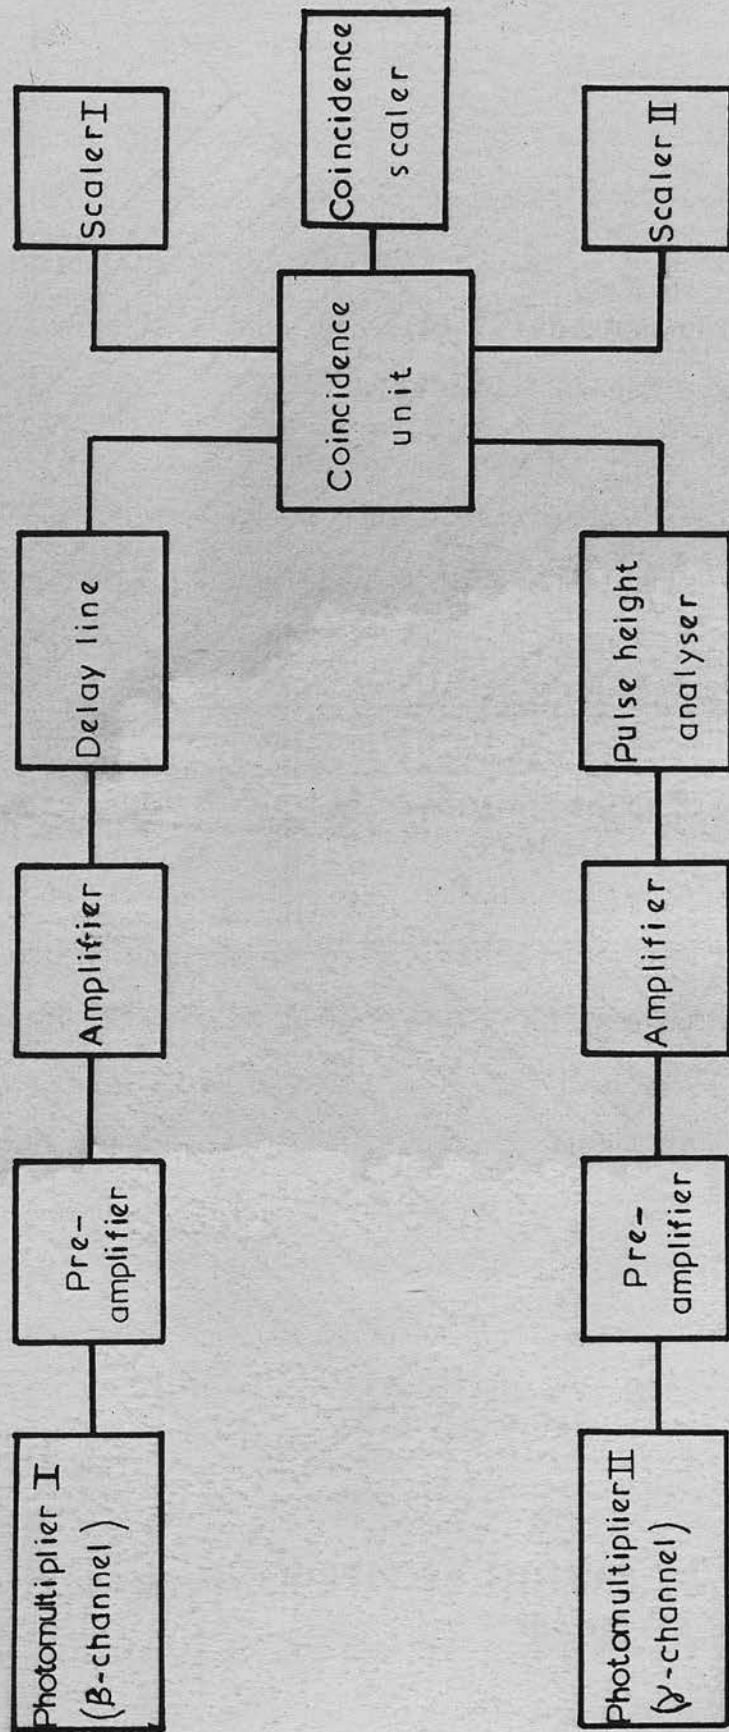 Photomultiplier I
(β-channel)
Pre-
amplifier
Amplifier
Delay line
Coincidence
unit
Scaler I
Coincidence
scaler
Photomultiplier II
(γ-channel)
Pre-
amplifier
Amplifier
Pulse height
analyser
Scaler II